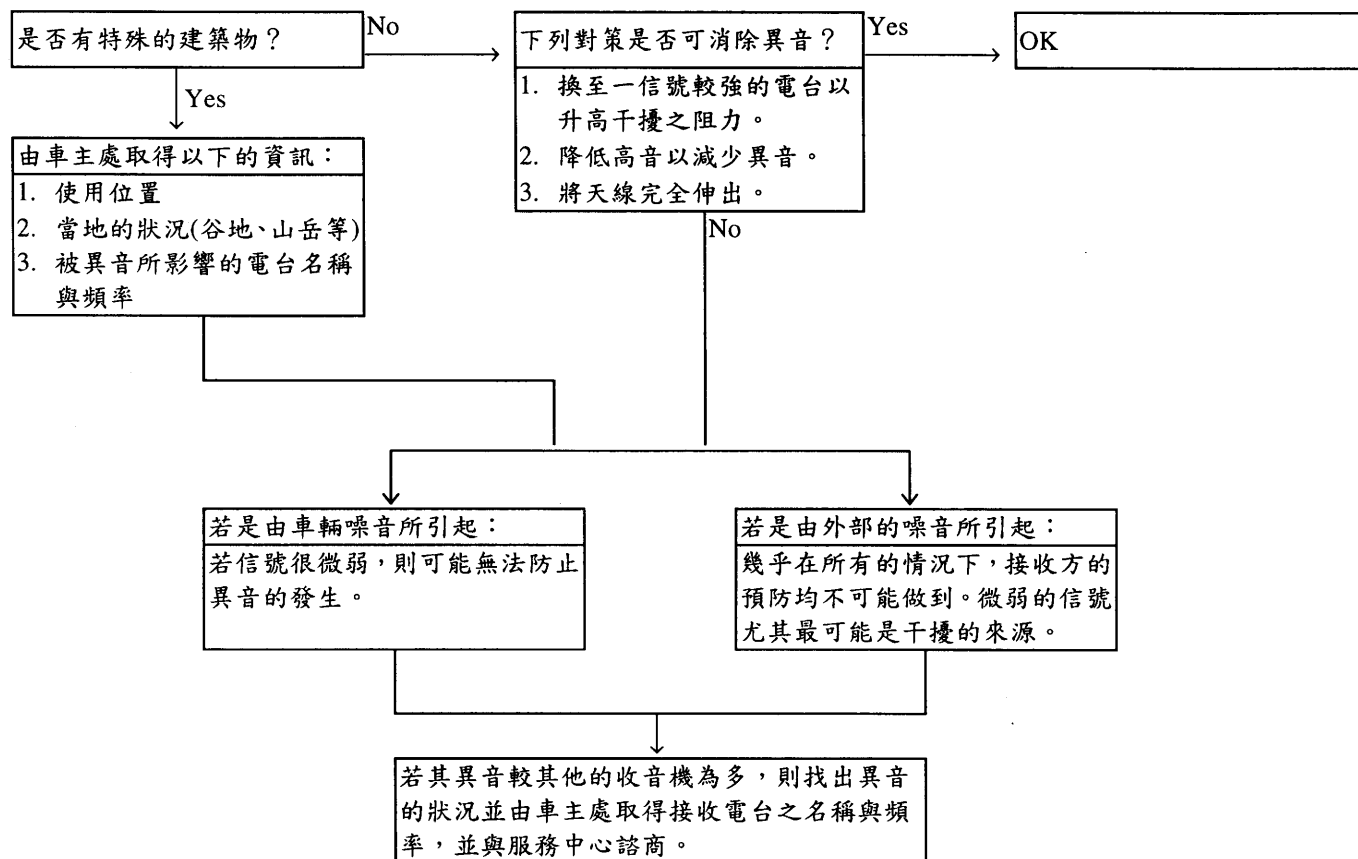 是否有特殊的建築物？
No
下列對策是否可消除異音？
Yes
OK
1. 換至一信號較強的電台以
升高干擾之阻力。
2. 降低高音以減少異音。
3. 將天線完全伸出。
Yes
由車主處取得以下的資訊：
1. 使用位置
2. 當地的狀況(谷地、山岳等)
3. 被異音所影響的電台名稱
與頻率
No
若是由車輛噪音所引起：
若信號很微弱，則可能無法防止
異音的發生。
若是由外部的噪音所引起：
幾乎在所有的情況下，接收方的
預防均不可能做到。微弱的信號
尤其最可能是干擾的來源。
若其異音較其他的收音機為多，則找出異音
的狀況並由車主處取得接收電台之名稱與頻
率，並與服務中心諮商。